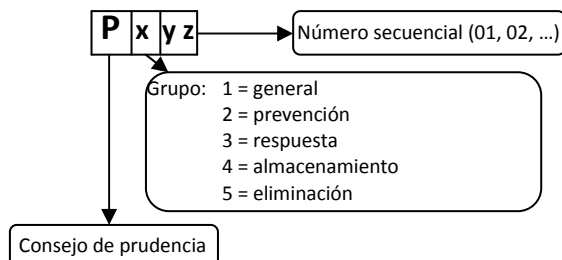 P x y z
Número secuencial (01, 02, …)
Grupo: 1 = general
2 = prevención
3 = respuesta
4 = almacenamiento
5 = eliminación
Consejo de prudencia